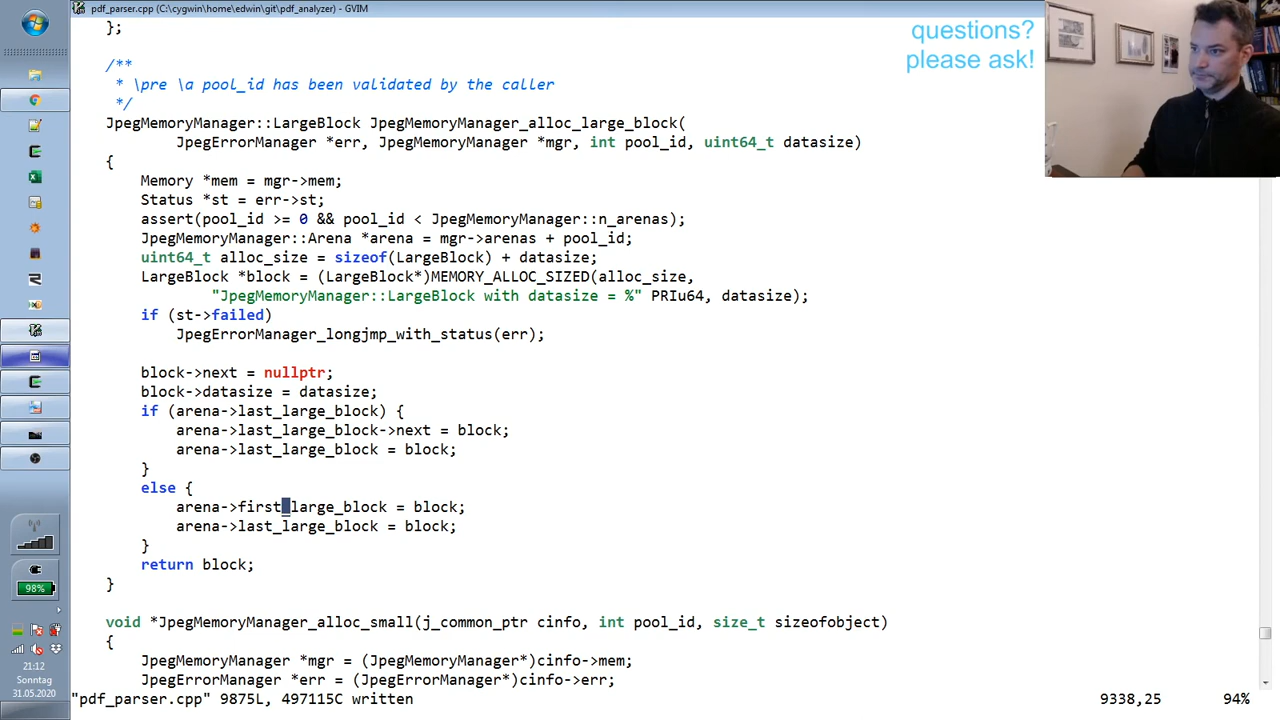 pdf_parser.cpp (C:\cygwin\home\edwin\git\pdf_analyzer) - GVIM
questions?
please ask!
};
/**
 * \pre \a pool_id has been validated by the caller
 */
JpegMemoryManager::LargeBlock JpegMemoryManager_alloc_large_block(
        JpegErrorManager *err, JpegMemoryManager *mgr, int pool_id, uint64_t datasize)
{
    Memory *mem = mgr->mem;
    Status *st = err->st;
    assert(pool_id >= 0 && pool_id < JpegMemoryManager::n_arenas);
    JpegMemoryManager::Arena *arena = mgr->arenas + pool_id;
    uint64_t alloc_size = sizeof(LargeBlock) + datasize;
    LargeBlock *block = (LargeBlock*)MEMORY_ALLOC_SIZED(alloc_size,
            "JpegMemoryManager::LargeBlock with datasize = %" PRIu64, datasize);
    if (st->failed)
        JpegErrorManager_longjmp_with_status(err);
    block->next = nullptr;
    block->datasize = datasize;
    if (arena->last_large_block) {
        arena->last_large_block->next = block;
        arena->last_large_block = block;
    }
    else {
        arena->first_large_block = block;
        arena->last_large_block = block;
    }
    return block;
}
void *JpegMemoryManager_alloc_small(j_common_ptr cinfo, int pool_id, size_t sizeofobject)
{
    JpegMemoryManager *mgr = (JpegMemoryManager*)cinfo->mem;
    JpegErrorManager *err = (JpegErrorManager*)cinfo->err;
"pdf_parser.cpp" 9875L, 497115C written
9338,25
94%
98%
21:12
Sonntag
31.05.2020